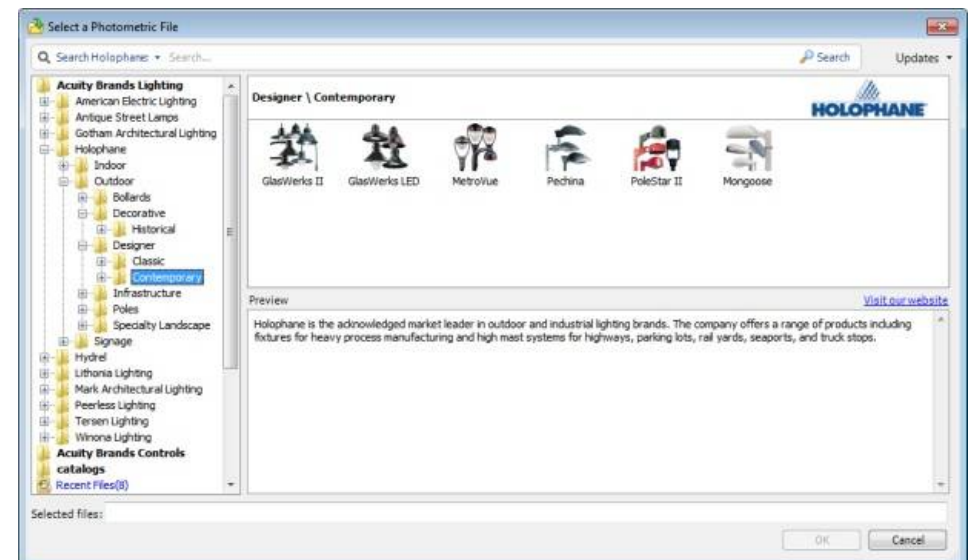 Select a Photometric File
Search Holophane: Search...
Search
Updates
Acuity Brands Lighting
American Electric Lighting
Antique Street Lamps
Gotham Architectural Lighting
Holophane
Indoor
Outdoor
Bollards
Decorative
Historical
Designer
Classic
Contemporary
Infrastructure
Poles
Specialty Landscape
Signage
Hydrel
Lithonia Lighting
Mark Architectural Lighting
Peerless Lighting
Tersen Lighting
Winona Lighting
Acuity Brands Controls
catalogs
Recent Files(8)
Designer \ Contemporary
HOLOPHANE
GlasWerks II
GlasWerks LED
MetroVue
Pechina
PoleStar II
Mongoose
Preview
Visit our website
Holophane is the acknowledged market leader in outdoor and industrial lighting brands. The company offers a range of products including
fixtures for heavy process manufacturing and high mast systems for highways, parking lots, rail yards, seaports, and truck stops.
Selected files:
OK
Cancel